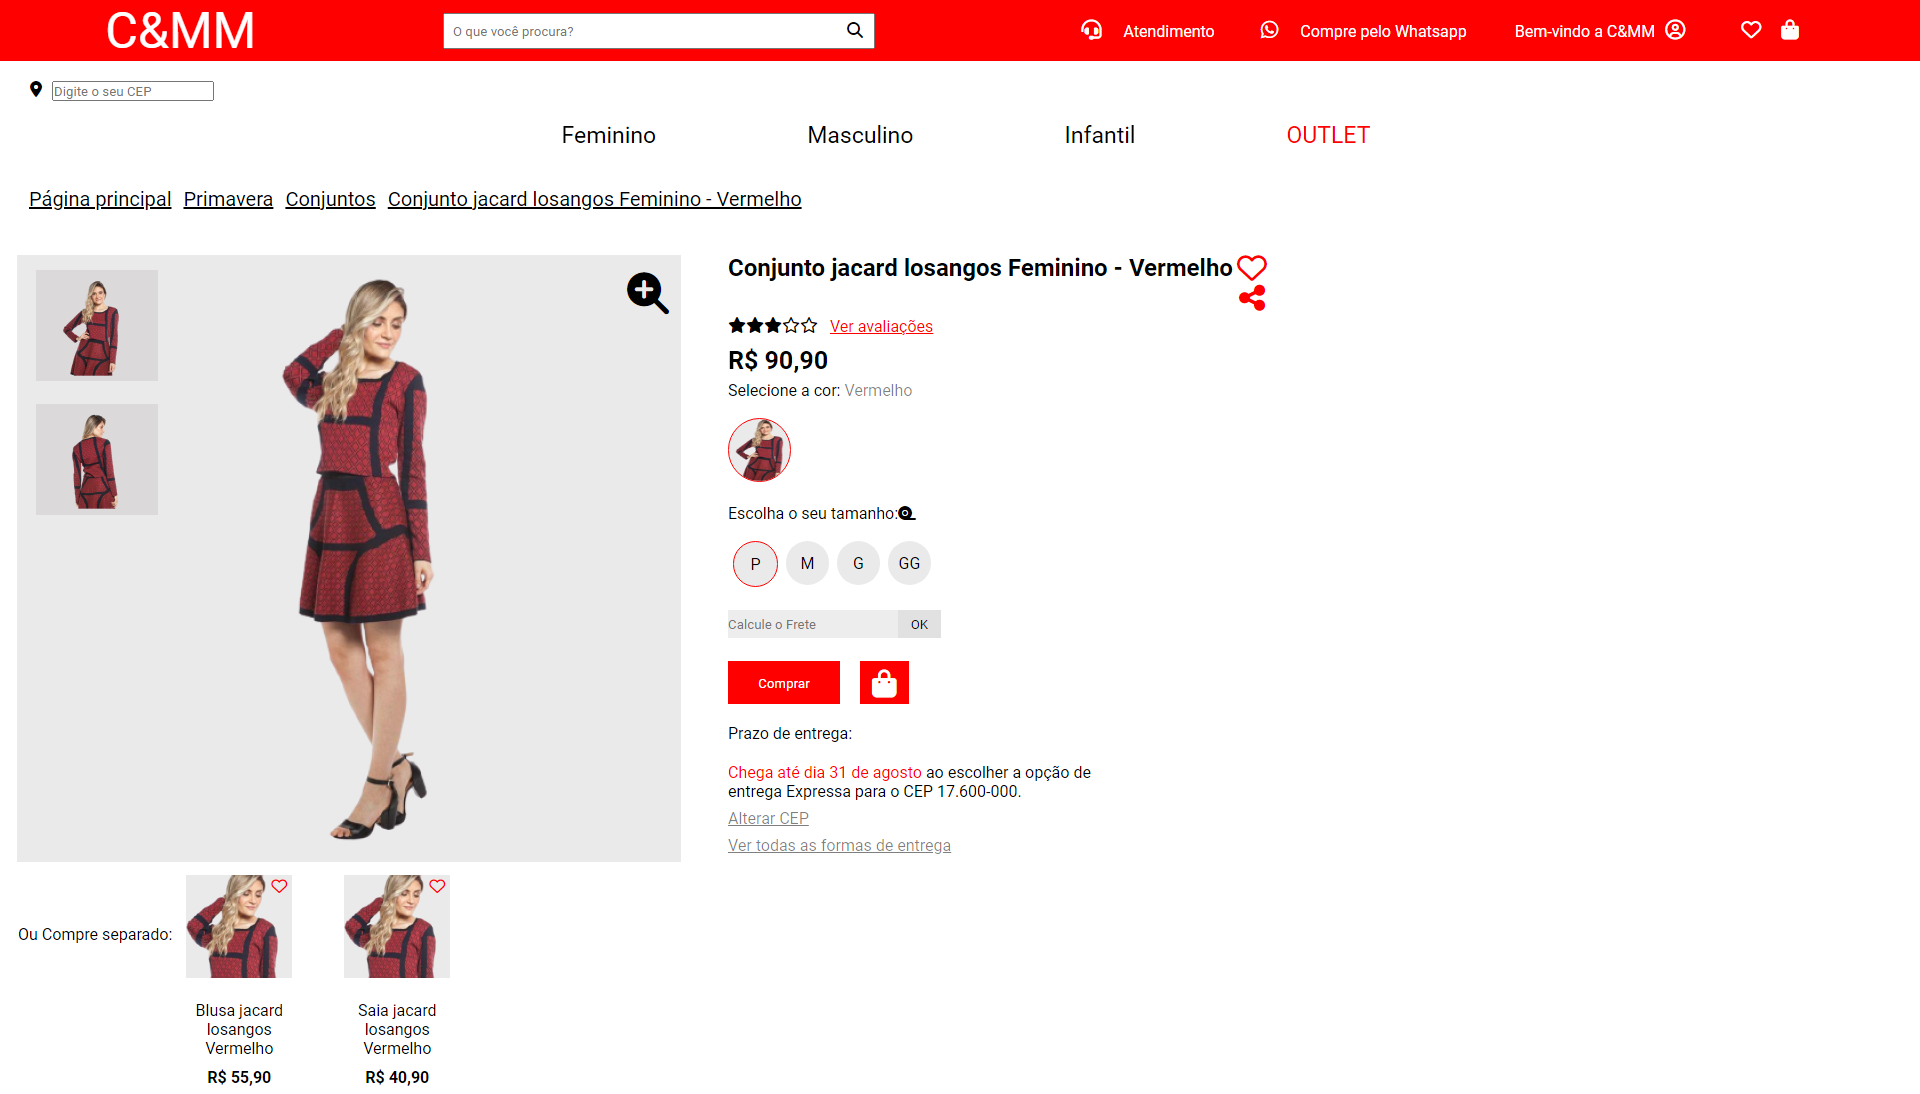 C&MM
O que você procura?
Atendimento
Compre pelo Whatsapp
Bem-vindo a C&MM
Digite o seu CEP
Feminino
Masculino
Infantil
OUTLET
Página principal Primavera Conjuntos Conjunto jacard losangos Feminino - Vermelho
Conjunto jacard losangos Feminino - Vermelho
Ver avaliações
R$ 90,90
Selecione a cor: Vermelho
Escolha o seu tamanho:
P M G GG
Calcule o Frete OK
Comprar
Prazo de entrega:
Chega até dia 31 de agosto ao escolher a opção de
entrega Expressa para o CEP 17.600-000.
Alterar CEP
Ver todas as formas de entrega
Ou Compre separado:
Blusa jacard
losangos
Vermelho
R$ 55,90
Saia jacard
losangos
Vermelho
R$ 40,90